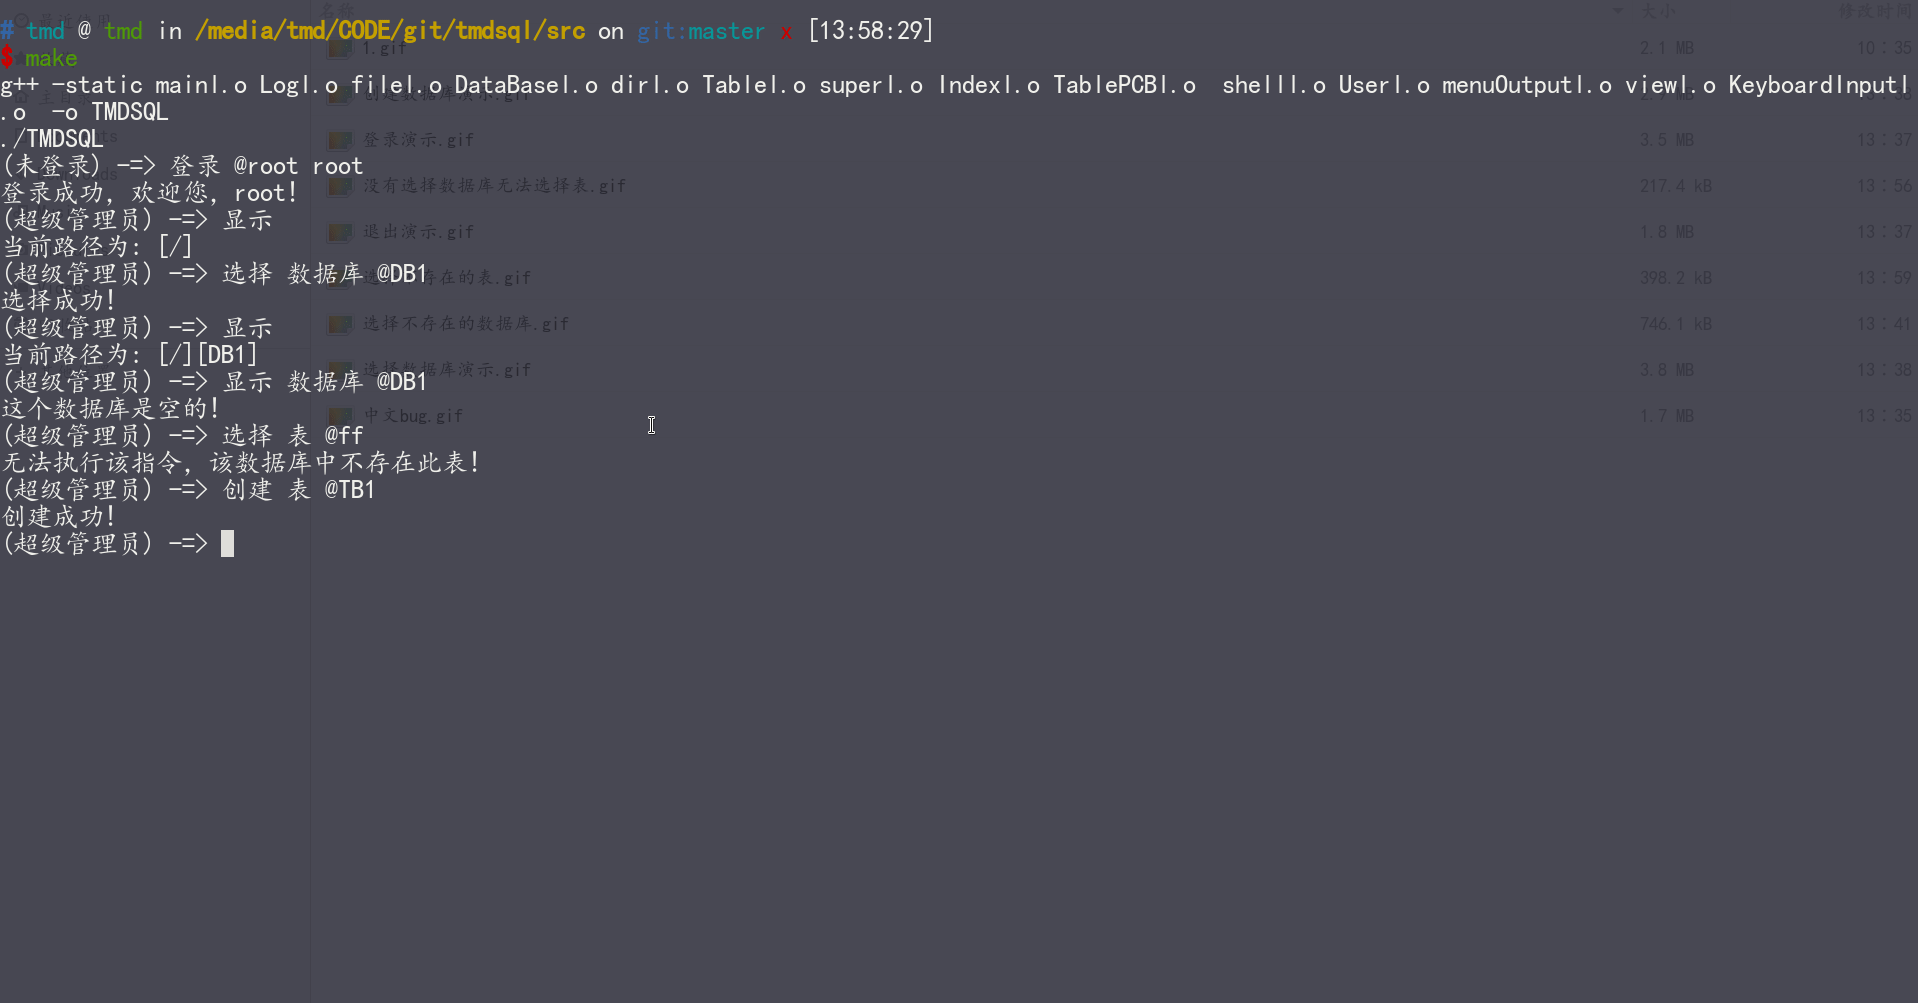 # tmd @ tmd in /media/tmd/CODE/git/tmdsql/src on git:master x [13:58:29]
$ make
g++ -static mainl.o Logl.o filel.o DataBasel.o dirl.o Tablel.o superl.o Indexl.o TablePCBl.o  shelll.o Userl.o menuOutputl.o viewl.o KeyboardInputl
.o  -o TMDSQL
./TMDSQL
(未登录) -=> 登录 @root root
登录成功, 欢迎您, root!
(超级管理员) -=> 显示
当前路径为: [/]
(超级管理员) -=> 选择 数据库 @DB1
选择成功!
(超级管理员) -=> 显示
当前路径为: [/][DB1]
(超级管理员) -=> 显示 数据库 @DB1
这个数据库是空的!
(超级管理员) -=> 选择 表 @ff
无法执行该指令, 该数据库中不存在此表!
(超级管理员) -=> 创建 表 @TB1
创建成功!
(超级管理员) -=>
名称 大小 修改时间
1.gif 2.1 MB 10:35
创建数据库演示.gif
登录演示.gif 3.5 MB 13:37
没有选择数据库无法选择表.gif 217.4 kB 13:56
退出演示.gif 1.8 MB 13:37
存在的表.gif 398.2 kB 13:59
选择不存在的数据库.gif 746.1 kB 13:41
选择数据库演示.gif 3.8 MB 13:38
中文bug.gif 1.7 MB 13:35